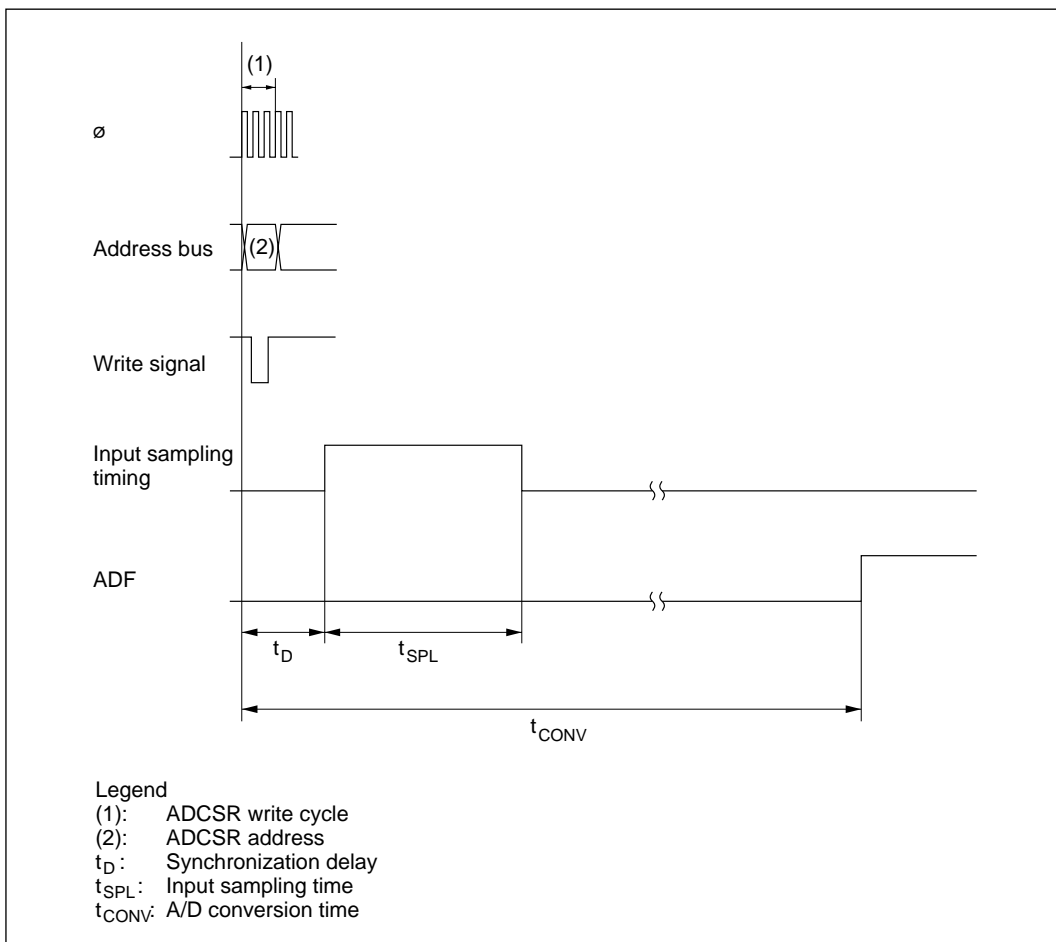 (1)
ø
Address bus
(2)
Write signal
Input sampling
timing
ADF
tD
tSPL
tCONV
Legend
(1): ADCSR write cycle
(2): ADCSR address
tD : Synchronization delay
tSPL : Input sampling time
tCONV: A/D conversion time